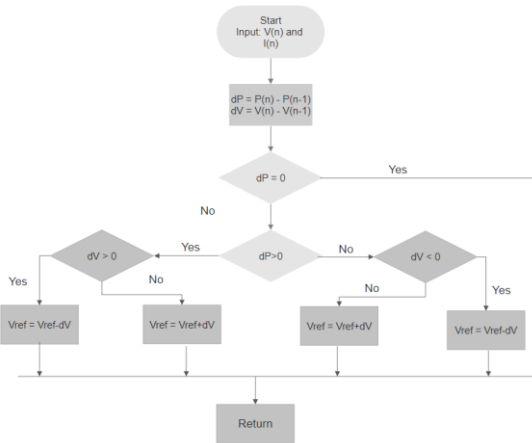 Start
Input: V(n) and
I(n)
dP = P(n) - P(n-1)
dV = V(n) - V(n-1)
dP = 0
Yes
No
dP>0
Yes
No
dV > 0
dV < 0
Yes
No
No
Yes
Vref = Vref-dV
Vref = Vref+dV
Vref = Vref+dV
Vref = Vref-dV
Return